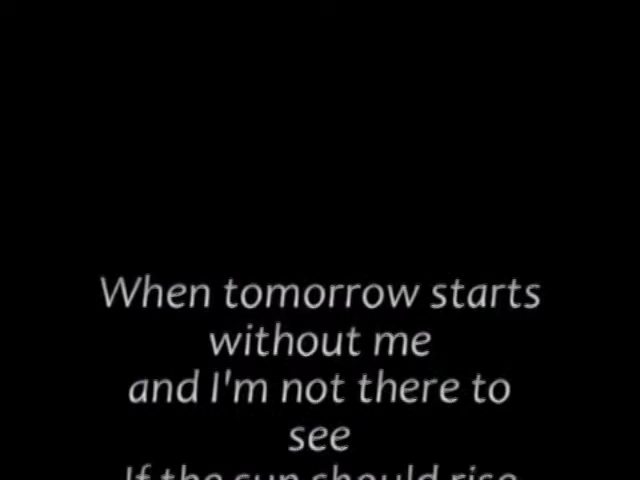 When tomorrow starts
without me
and I'm not there to
see
If the sun should rise